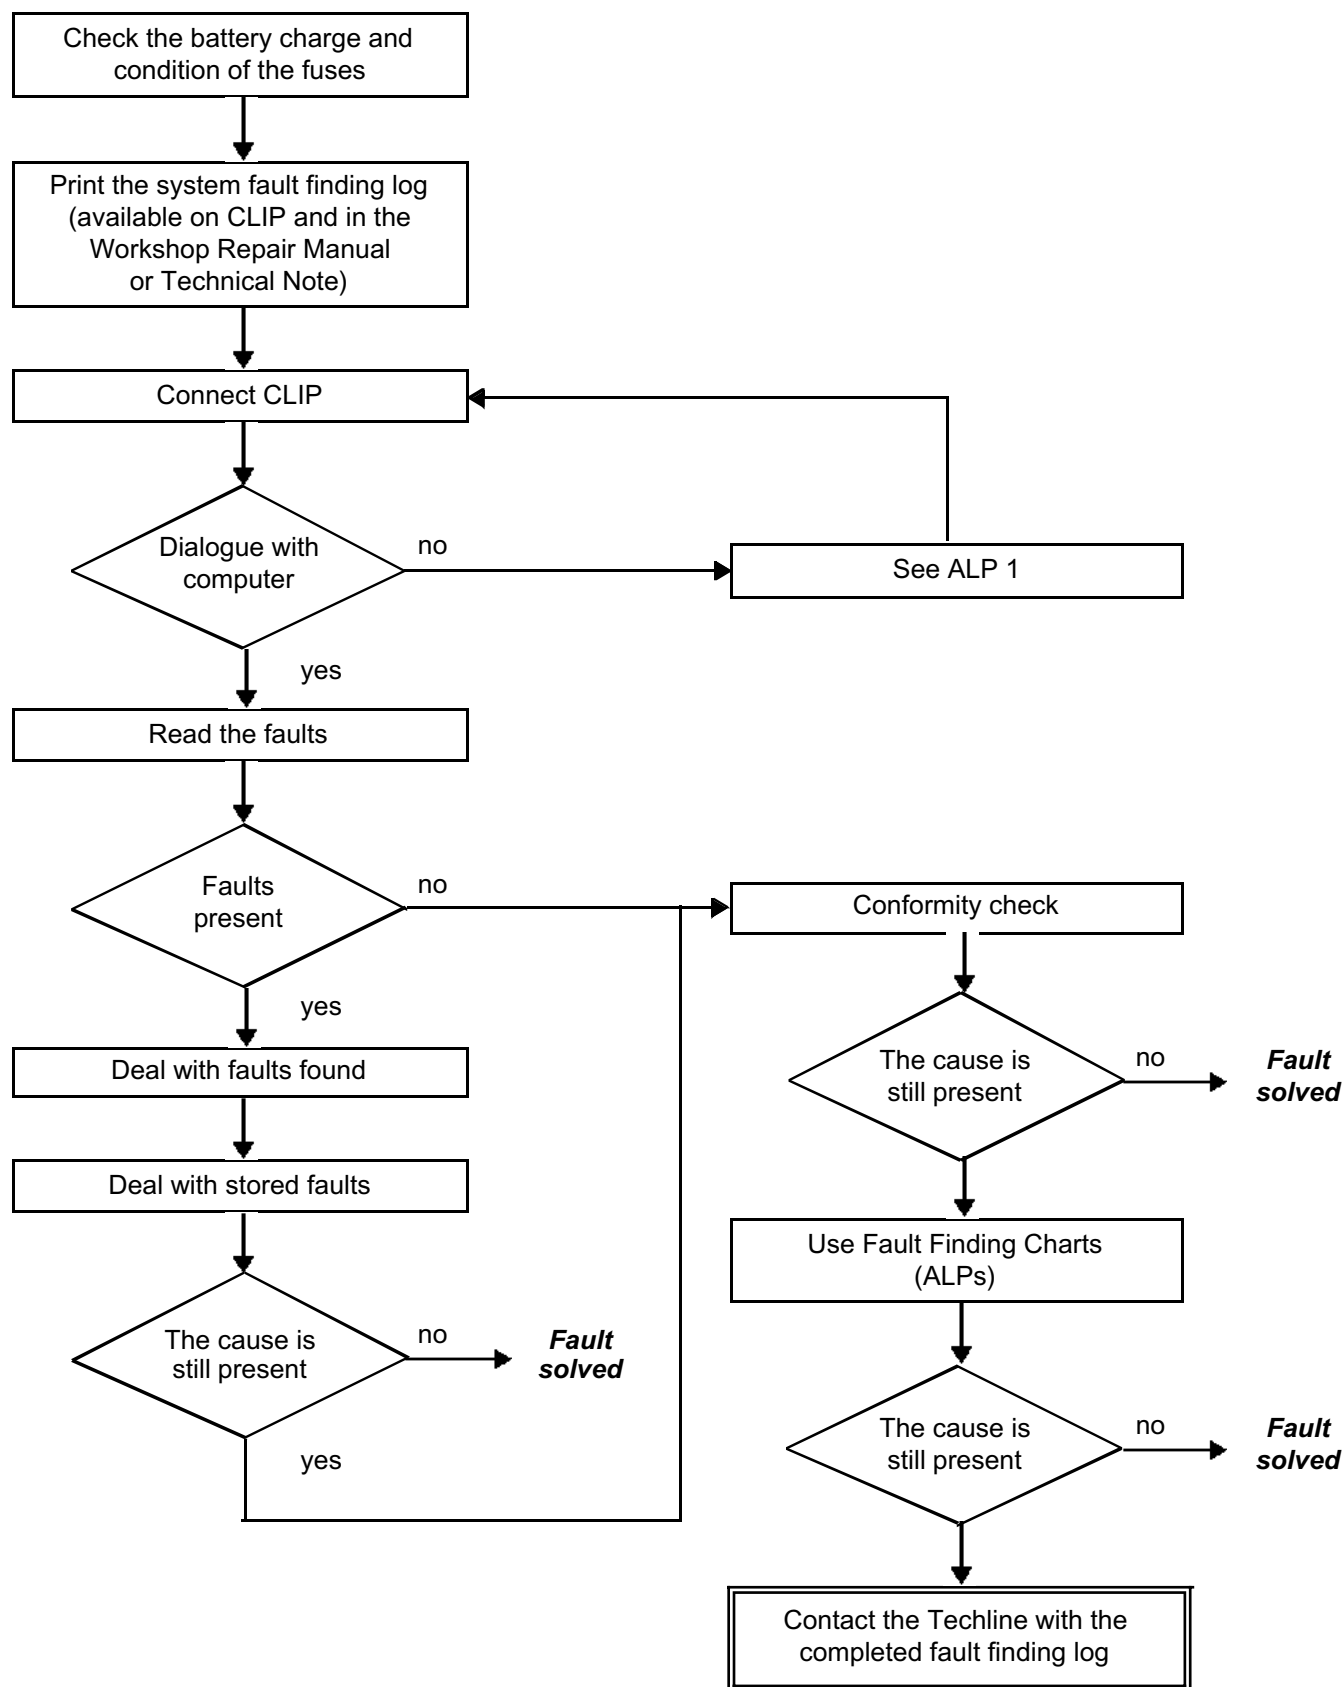 Check the battery charge and
condition of the fuses
Print the system fault finding log
(available on CLIP and in the
Workshop Repair Manual
or Technical Note)
Connect CLIP
Dialogue with
computer
no
See ALP 1
yes
Read the faults
Faults
present
no
Conformity check
yes
Deal with faults found
The cause is
still present
no
Fault
solved
Deal with stored faults
Use Fault Finding Charts
(ALPs)
The cause is
still present
no
Fault
solved
yes
The cause is
still present
no
Fault
solved
Contact the Techline with the
completed fault finding log